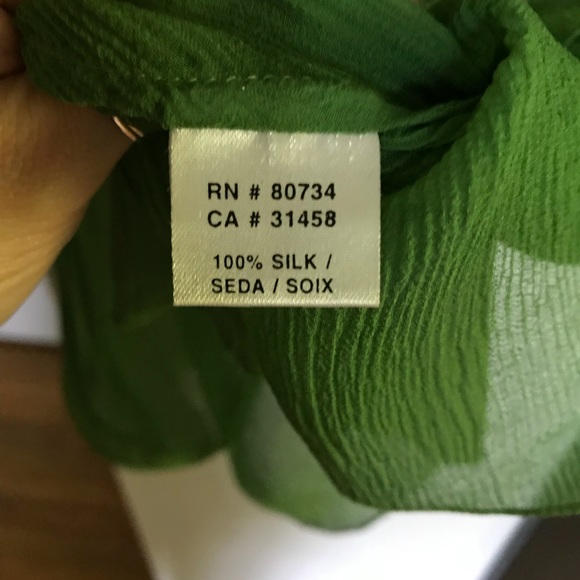 RN # 80734
CA # 31458
100% SILK /
SEDA / SOIX